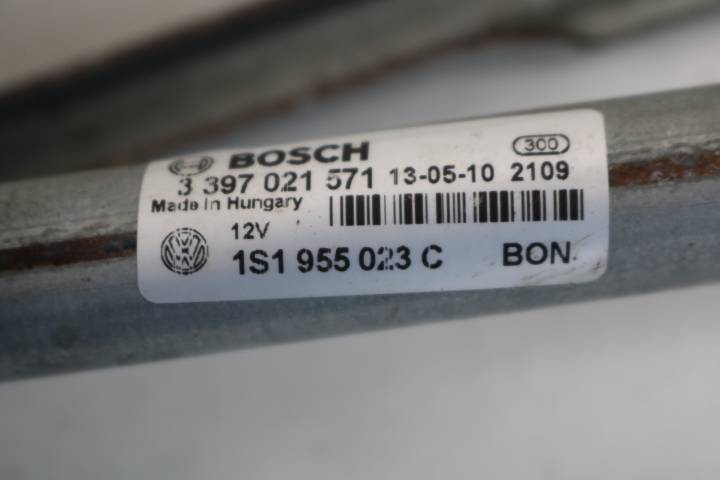 BOSCH 300
3 397 021 571 13-05-10 2109
Made in Hungary
12V
1S1 955 023 C BON.